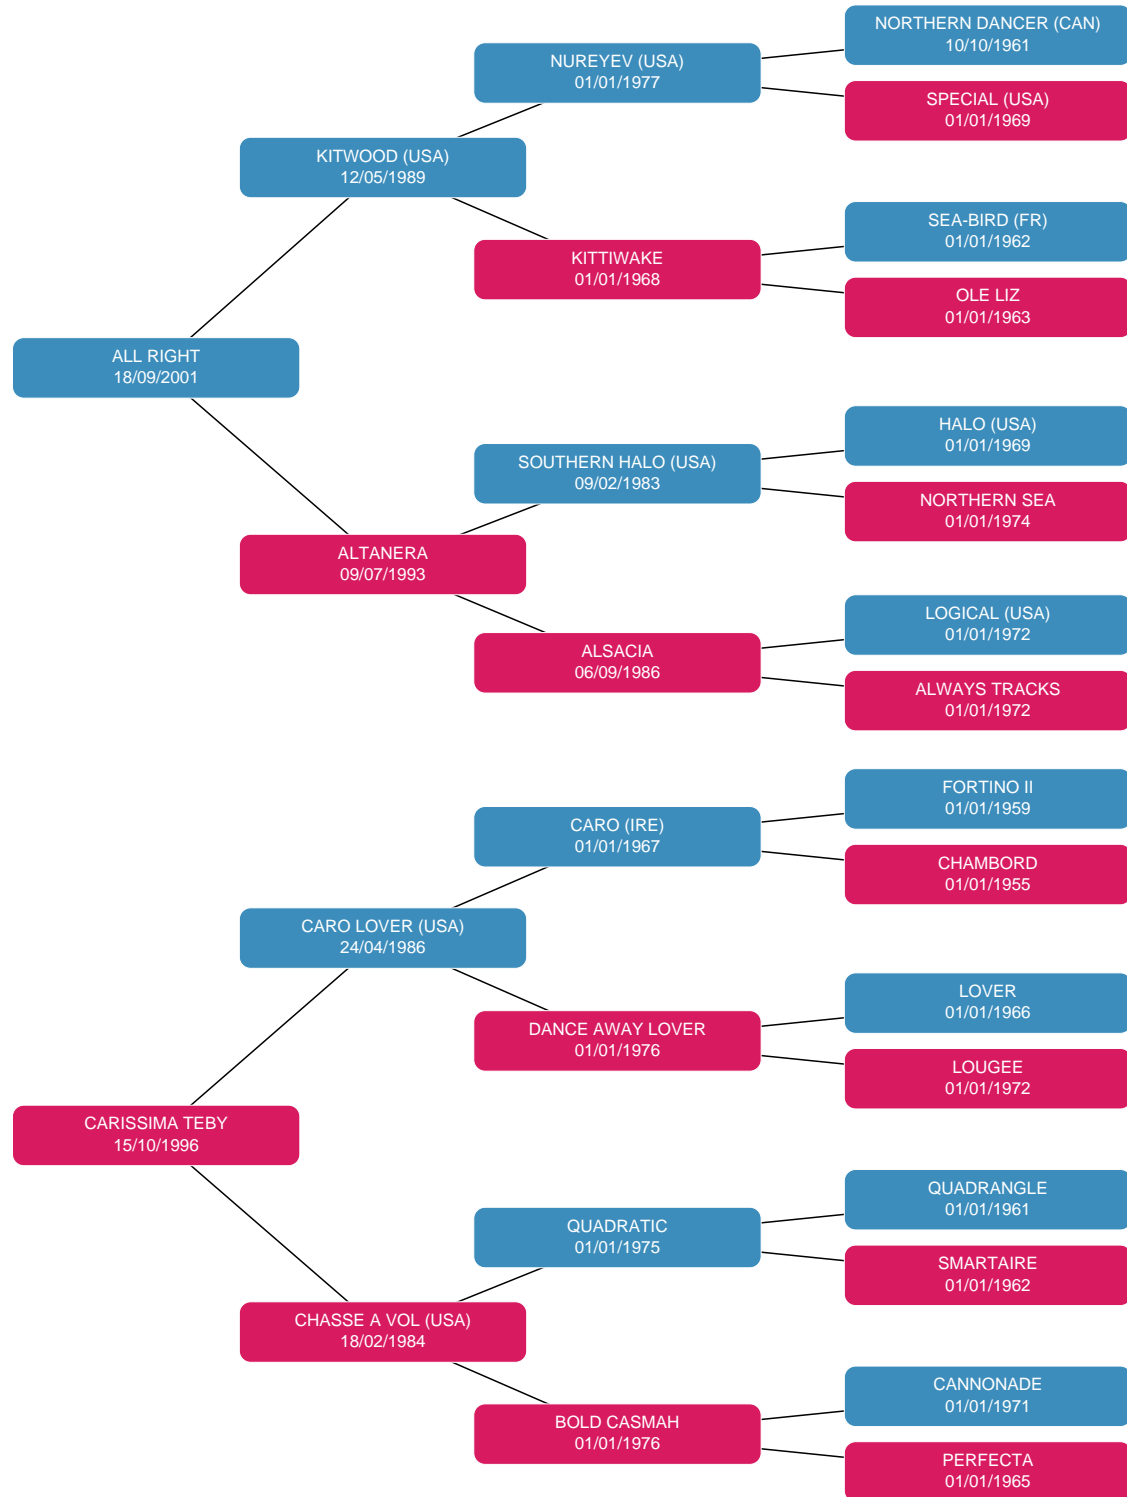 NORTHERN DANCER (CAN)
10/10/1961
NUREYEV (USA)
01/01/1977
SPECIAL (USA)
01/01/1969
KITWOOD (USA)
12/05/1989
SEA-BIRD (FR)
01/01/1962
KITTIWAKE
01/01/1968
OLE LIZ
01/01/1963
ALL RIGHT
18/09/2001
HALO (USA)
01/01/1969
SOUTHERN HALO (USA)
09/02/1983
NORTHERN SEA
01/01/1974
ALTANERA
09/07/1993
LOGICAL (USA)
01/01/1972
ALSACIA
06/09/1986
ALWAYS TRACKS
01/01/1972
FORTINO II
01/01/1959
CARO (IRE)
01/01/1967
CHAMBORD
01/01/1955
CARO LOVER (USA)
24/04/1986
LOVER
01/01/1966
DANCE AWAY LOVER
01/01/1976
LOUGEE
01/01/1972
CARISSIMA TEBY
15/10/1996
QUADRANGLE
01/01/1961
QUADRATIC
01/01/1975
SMARTAIRE
01/01/1962
CHASSE A VOL (USA)
18/02/1984
CANNONADE
01/01/1971
BOLD CASMAH
01/01/1976
PERFECTA
01/01/1965